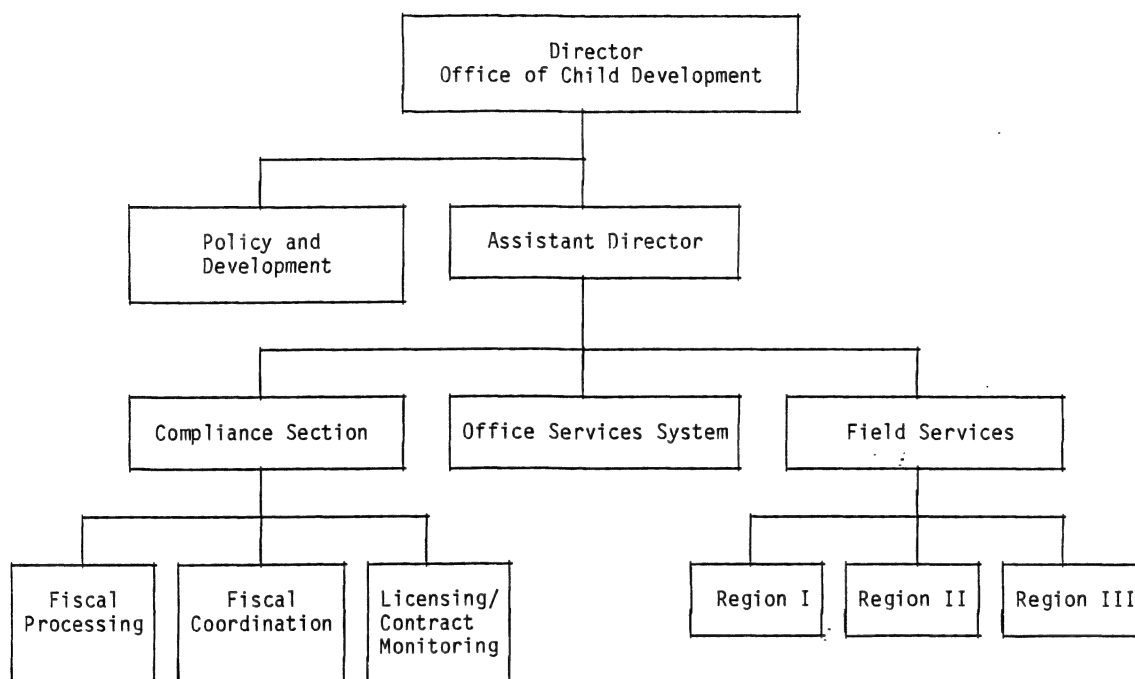 Director
Office of Child Development
Policy and
Development
Assistant Director
Compliance Section
Office Services System
Field Services
Fiscal
Processing
Fiscal
Coordination
Licensing/
Contract
Monitoring
Region I
Region II
Region III